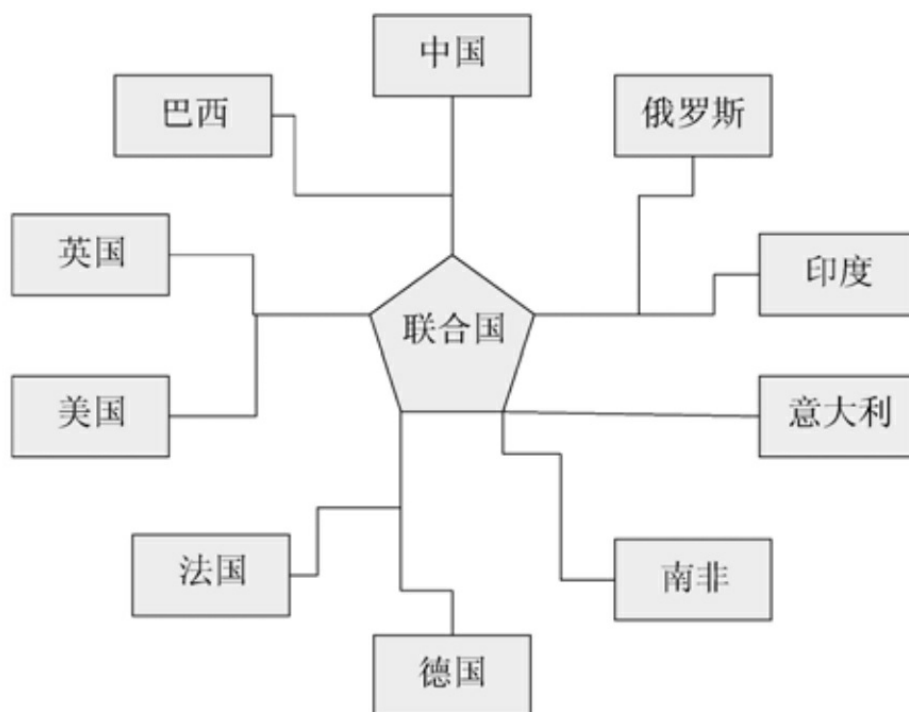 中国
巴西
俄罗斯
英国
印度
联合国
美国
意大利
法国
南非
德国